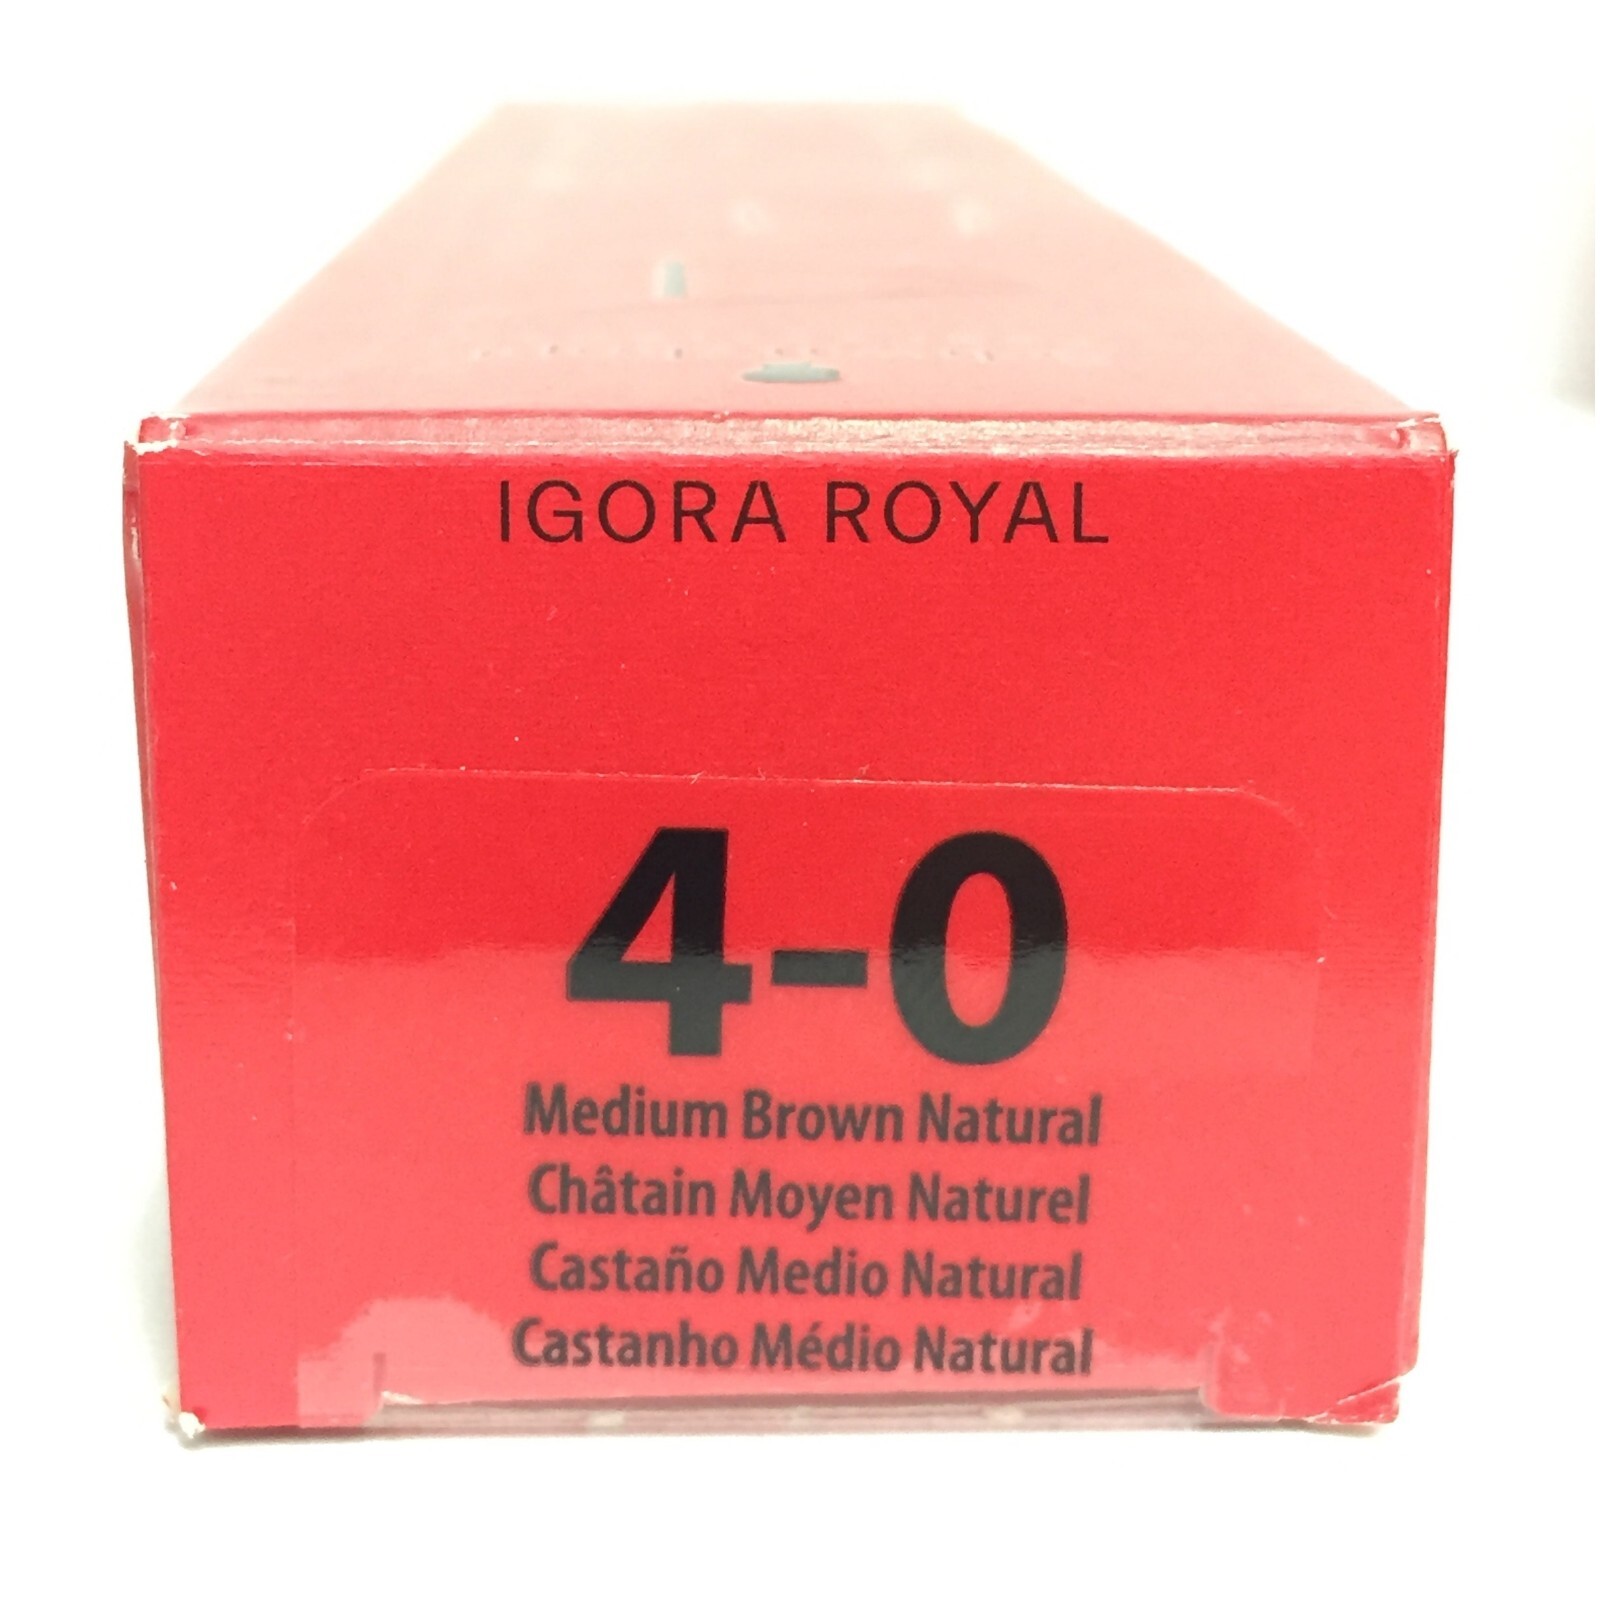 IGORA ROYAL
4-0
Medium Brown Natural
Châtain Moyen Naturel
Castaño Medio Natural
Castanho Médio Natural